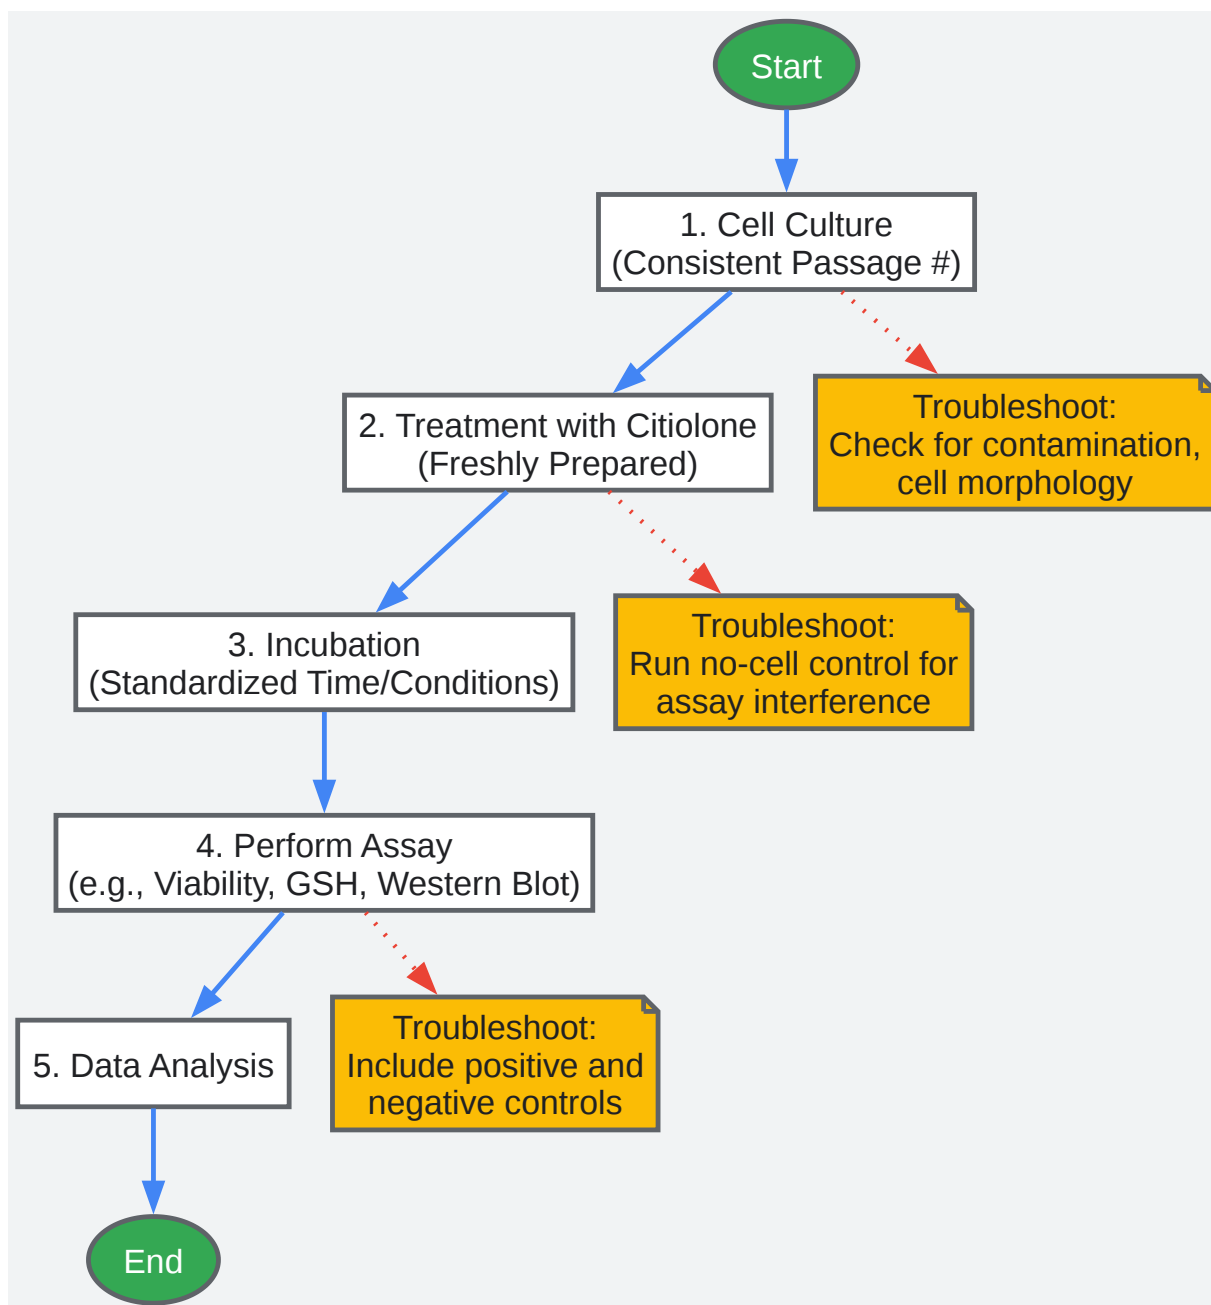 Start
1. Cell Culture
(Consistent Passage #)
2. Treatment with Citiolone
(Freshly Prepared)
Troubleshoot:
Check for contamination,
cell morphology
3. Incubation
(Standardized Time/Conditions)
Troubleshoot:
Run no-cell control for
assay interference
4. Perform Assay
(e.g., Viability, GSH, Western Blot)
5. Data Analysis
Troubleshoot:
Include positive and
negative controls
End